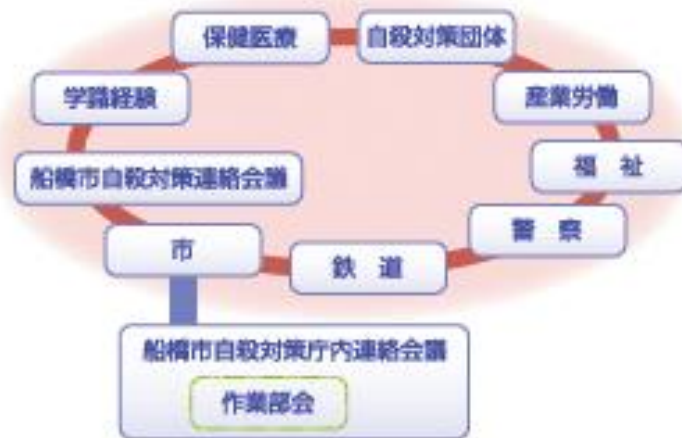 保健医療
自殺対策団体
学識経験
産業労働
船橋市自殺対策連絡会議
福 祉
警 察
市
鉄 道
船橋市自殺対策庁内連絡会議
作業部会